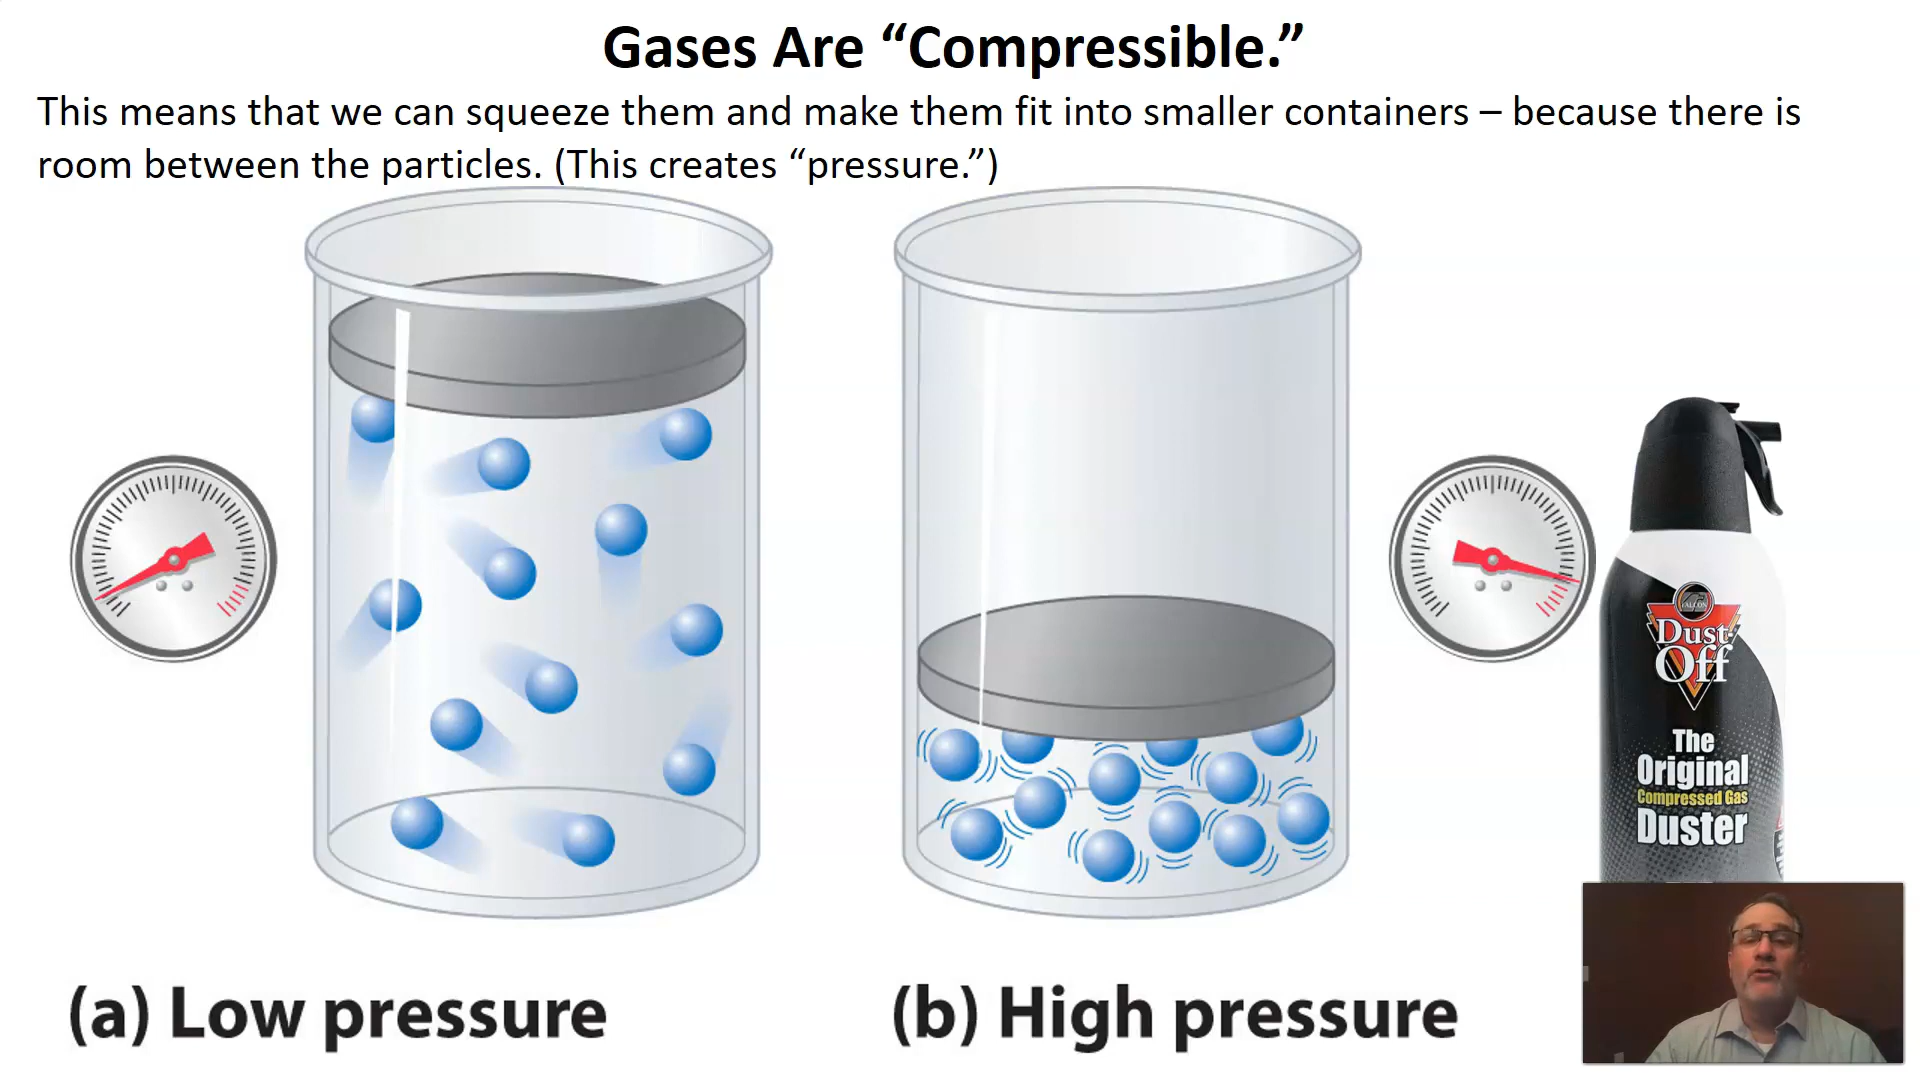 Gases Are “Compressible.”
This means that we can squeeze them and make them fit into smaller containers – because there is
room between the particles. (This creates “pressure.”)
FALCON
Dust-
Off
The
Original
Compressed Gas
Duster
(a) Low pressure
(b) High pressure